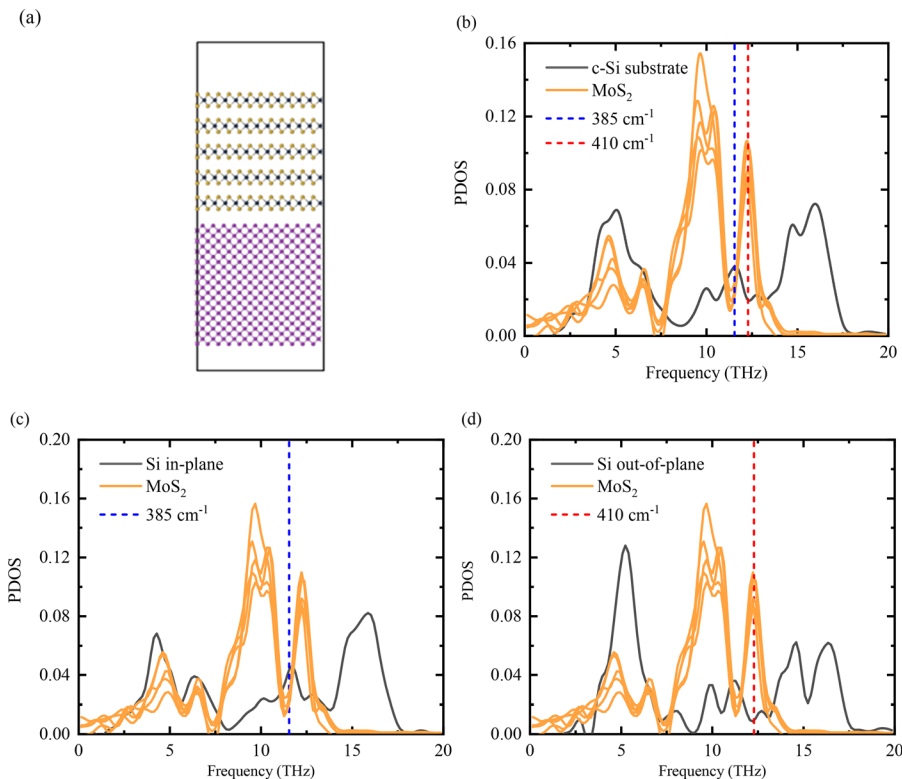 (a)
(b)
PDOS
0.16
0.12
0.08
0.04
0.00
c-Si substrate
MoS₂
385 cm⁻¹
410 cm⁻¹
0 5 10 15 20
Frequency (THz)
(c)
PDOS
0.20
0.16
0.12
0.08
0.04
0.00
Si in-plane
MoS₂
385 cm⁻¹
0 5 10 15 20
Frequency (THz)
(d)
PDOS
0.20
0.16
0.12
0.08
0.04
0.00
Si out-of-plane
MoS₂
410 cm⁻¹
0 5 10 15 20
Frequency (THz)